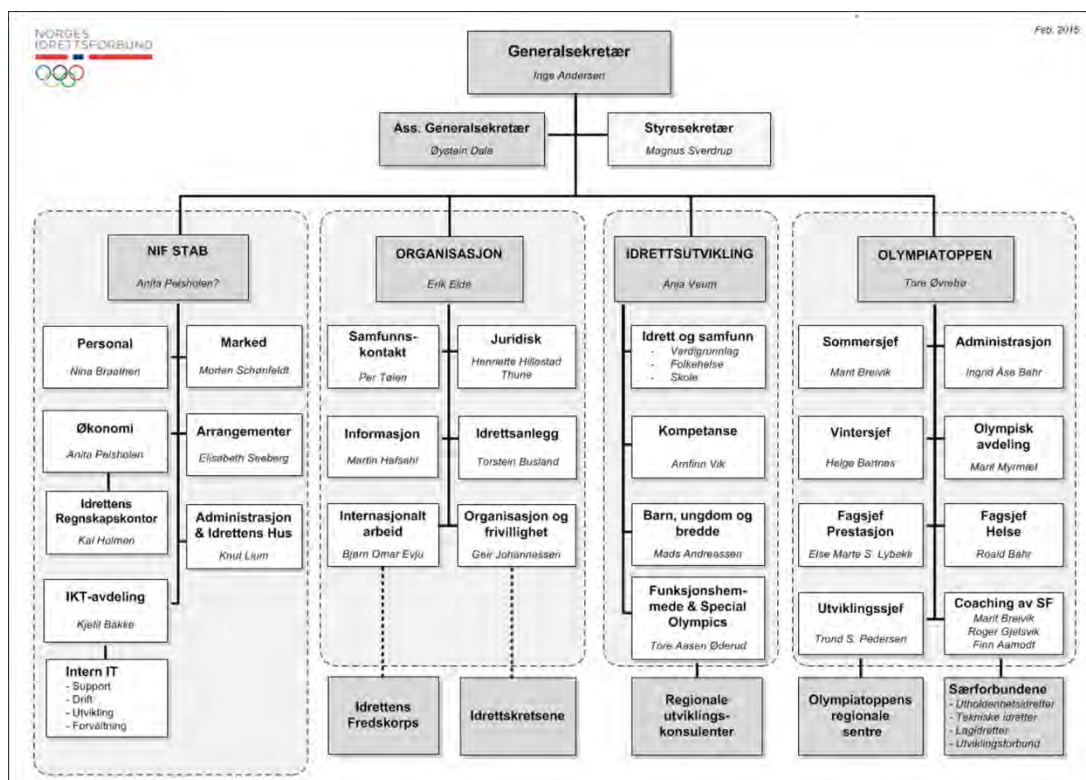 NORGES
IDRETTSFORBUND
Feb. 2015
Generalsekretær
Inge Andersen
Ass. Generalsekretær
Øystein Dale
Styresekretær
Magnus Sverdrup
NIF STAB
Anita Pelsholen?
Personal
Nina Braathen
Marked
Morten Schønfeldt
Økonomi
Anita Pelsholen
Arrangementer
Elisabeth Seeberg
Idrettens
Regnskapskontor
Kai Holmen
Administrasjon
& Idrettens Hus
Knut Lium
IKT-avdeling
Kjetil Bakke
Intern IT
- Support
- Drift
- Utvikling
- Forvaltning
ORGANISASJON
Erik Eide
Samfunns-
kontakt
Per Tøien
Juridisk
Henriette Hillestad
Thune
Informasjon
Martin Hafsahl
Idrettsanlegg
Torstein Busland
Internasjonalt
arbeid
Bjørn Omar Evju
Organisasjon og
frivillighet
Geir Johannessen
Idrettens
Fredskorps
Idrettskretsene
IDRETTSUTVIKLING
Anja Veum
Idrett og samfunn
- Verdigrunnlag
- Folkehelse
- Skole
Kompetanse
Arnfinn Vik
Barn, ungdom og
bredde
Mads Andreassen
Funksjonshem-
mede & Special
Olympics
Tore Aasen Øderud
Regionale
utviklings-
konsulenter
OLYMPIATOPPEN
Tore Øvrebø
Sommersjef
Marit Breivik
Administrasjon
Ingrid Åse Bahr
Vintersjef
Helge Bartnes
Olympisk
avdeling
Marit Myrmæl
Fagsjef
Prestasjon
Else Marte S. Lybekk
Fagsjef
Helse
Roald Bahr
Utviklingssjef
Trond S. Pedersen
Coaching av SF
Marit Breivik
Roger Gjelsvik
Finn Aamodt
Olympiatoppens
regionale
sentre
Særforbundene
- Utholdenhetsidretter
- Tekniske idretter
- Lagidretter
- Utviklingsforbund